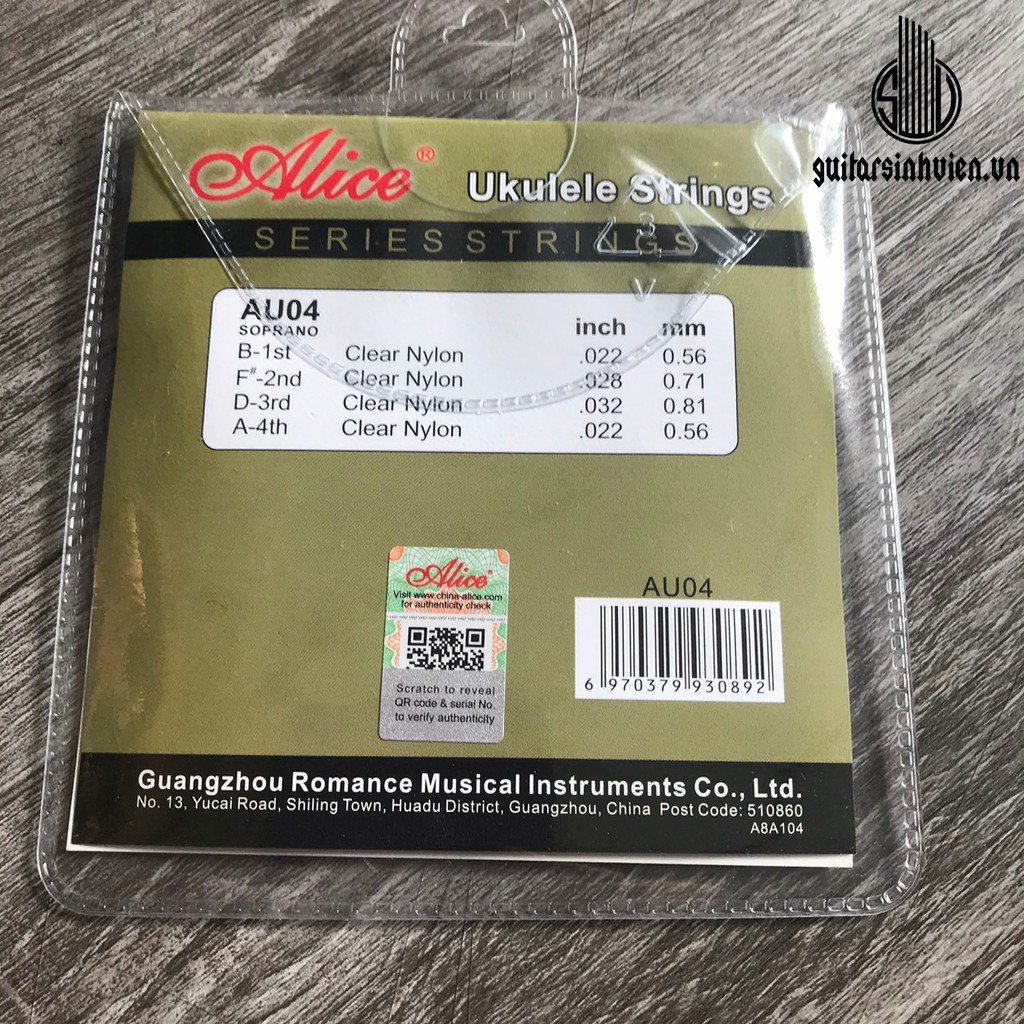 SU
guitarsinhvien.vn
Alice®
Ukulele Strings
SERIES STRINGS
AU04
SOPRANO
inch mm
B-1st Clear Nylon .022 0.56
F#-2nd Clear Nylon .028 0.71
D-3rd Clear Nylon .032 0.81
A-4th Clear Nylon .022 0.56
Alice®
Visit www.china-alice.com
for authenticity check
Scratch to reveal
QR code & serial No.
to verify authenticity
AU04
6 970379 930892
Guangzhou Romance Musical Instruments Co., Ltd.
No. 13, Yucai Road, Shiling Town, Huadu District, Guangzhou, China Post Code: 510860
A8A104